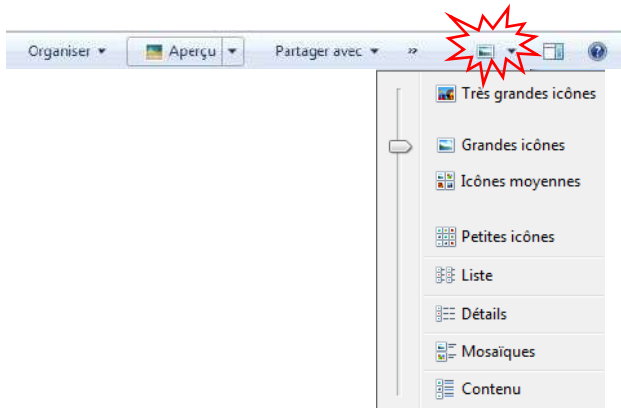 Organiser Aperçu Partager avec »
Très grandes icônes
Grandes icônes
Icônes moyennes
Petites icônes
Liste
Détails
Mosaïques
Contenu